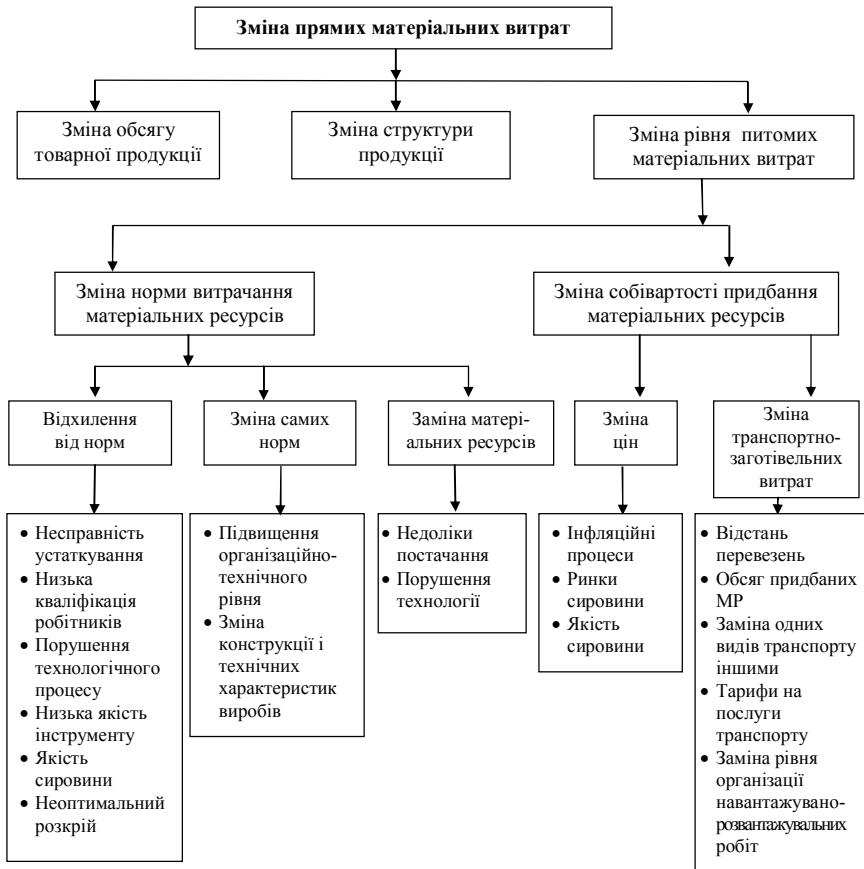 Зміна прямих матеріальних витрат
Зміна обсягу
товарної продукції
Зміна структури
продукції
Зміна рівня питомих
матеріальних витрат
Зміна норми витрачання
матеріальних ресурсів
Зміна собівартості придбання
матеріальних ресурсів
Відхилення
від норм
Зміна самих
норм
Заміна матері-
альних ресурсів
Зміна
цін
Зміна
транспортно-
заготівельних
витрат
• Несправність
устаткування
• Низька
кваліфікація
робітників
• Порушення
технологічного
процесу
• Низька якість
інструменту
• Якість
сировини
• Неоптимальний
розкрій
• Підвищення
організаційно-
технічного
рівня
• Зміна
конструкції і
технічних
характеристик
виробів
• Недоліки
постачання
• Порушення
технології
• Інфляційні
процеси
• Ринки
сировини
• Якість
сировини
• Відстань
перевезень
• Обсяг придбаних
МР
• Заміна одних
видів транспорту
іншими
• Тарифи на
послуги
транспорту
• Заміна рівня
організації
навантажувано-
розвантажувальних
робіт